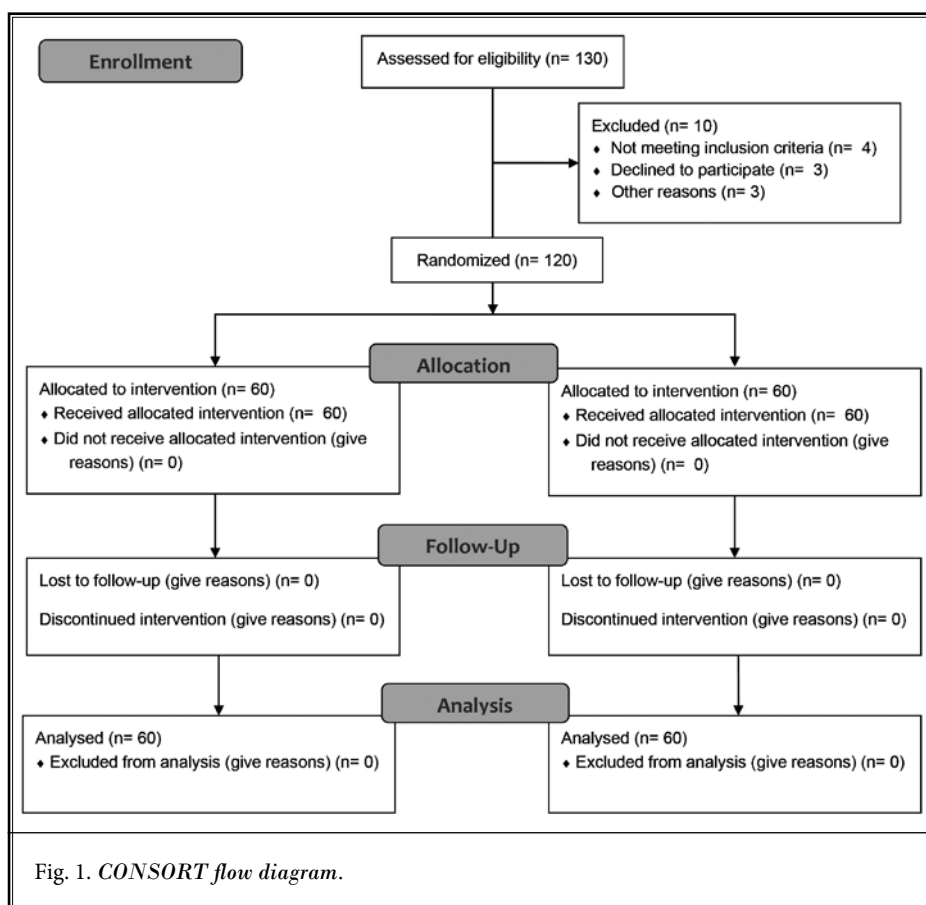 Enrollment
Assessed for eligibility (n= 130)
Excluded (n= 10)
♦ Not meeting inclusion criteria (n= 4)
♦ Declined to participate (n= 3)
♦ Other reasons (n= 3)
Randomized (n= 120)
Allocation
Allocated to intervention (n= 60)
♦ Received allocated intervention (n= 60)
♦ Did not receive allocated intervention (give
reasons) (n= 0)
Allocated to intervention (n= 60)
♦ Received allocated intervention (n= 60)
♦ Did not receive allocated intervention (give
reasons) (n= 0)
Follow-Up
Lost to follow-up (give reasons) (n= 0)
Discontinued intervention (give reasons) (n= 0)
Lost to follow-up (give reasons) (n= 0)
Discontinued intervention (give reasons) (n= 0)
Analysis
Analysed (n= 60)
♦ Excluded from analysis (give reasons) (n= 0)
Analysed (n= 60)
♦ Excluded from analysis (give reasons) (n= 0)
Fig. 1. CONSORT flow diagram.